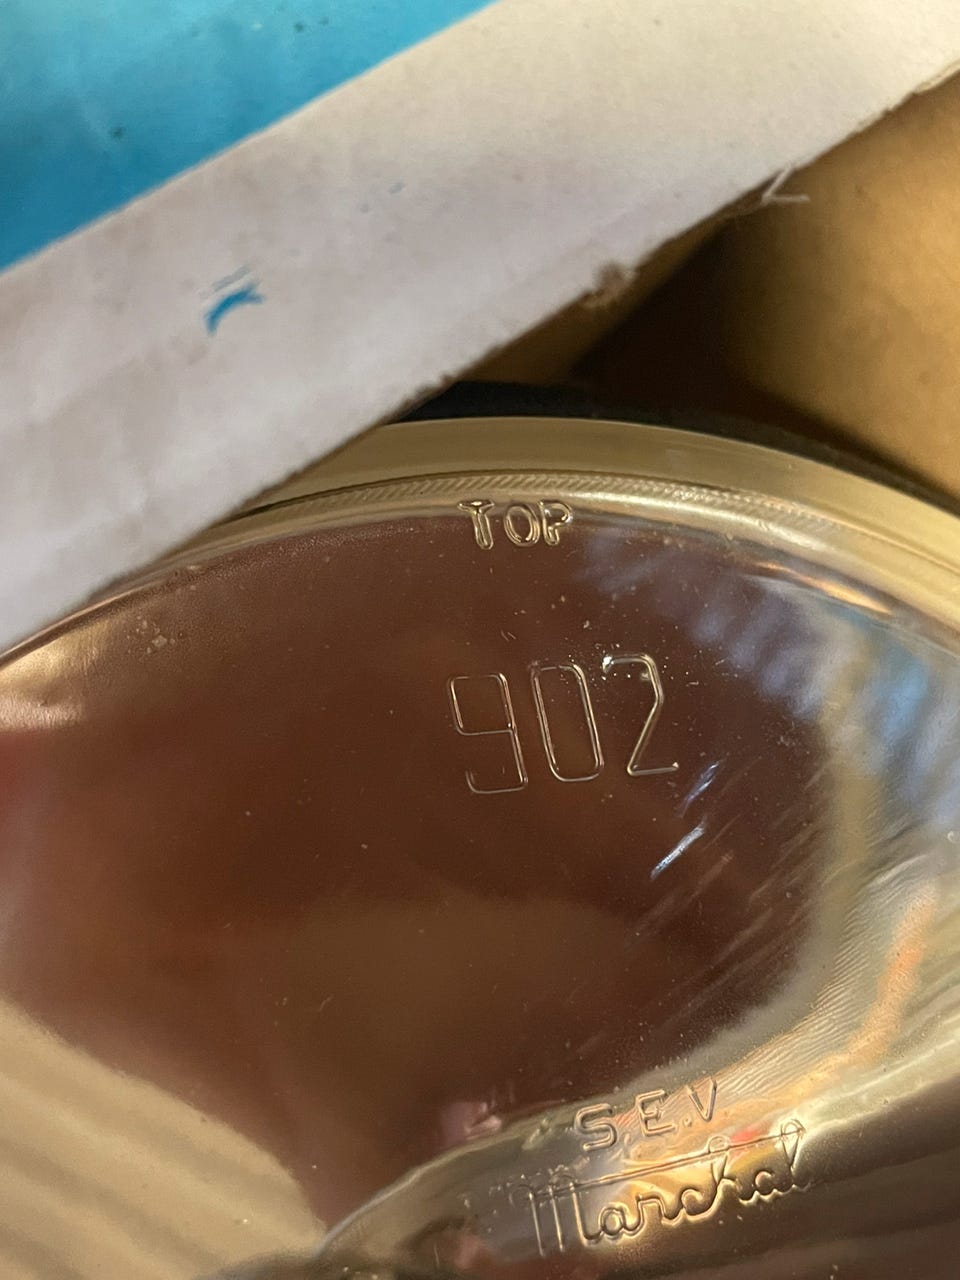 TOP
902
S.E.V
Marchal